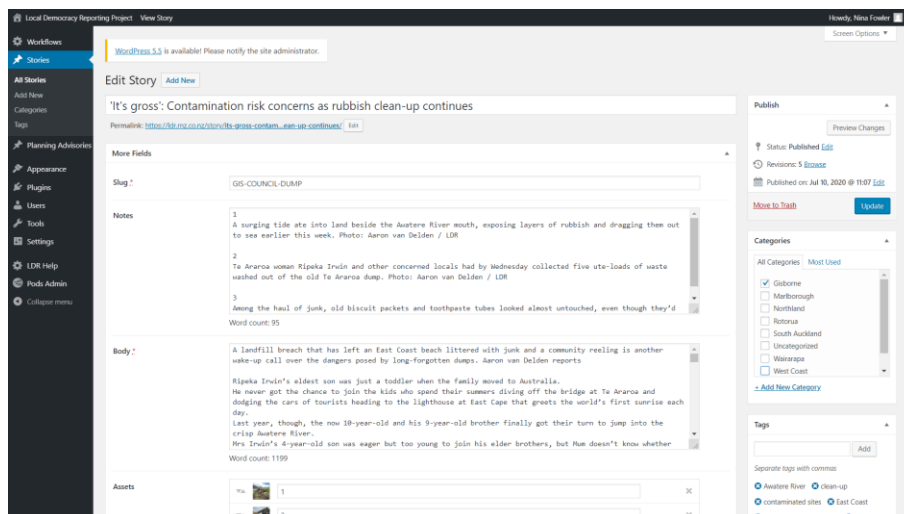 Local Democracy Reporting Project View Story
Howdy, Nina Fowler
Screen Options ▼
Workflows
Stories
All Stories
Add New
Categories
Tags
Planning Advisories
Appearance
Plugins
Users
Tools
Settings
LDR Help
Pods Admin
Collapse menu
WordPress 5.5 is available! Please notify the site administrator.
Edit Story Add New
'It's gross': Contamination risk concerns as rubbish clean-up continues
Permalink: https://ldr.rnz.co.nz/story/its-gross-contam...ean-up-continues/ Edit
More Fields
Slug *
GIS-COUNCIL-DUMP
Notes
1
A surging tide ate into land beside the Awatere River mouth, exposing layers of rubbish and dragging them out
to sea earlier this week. Photo: Aaron van Delden / LDR
2
Te Araroa woman Ripeka Irwin and other concerned locals had by Wednesday collected five ute-loads of waste
washed out of the old Te Araroa dump. Photo: Aaron van Delden / LDR
3
Among the haul of junk, old biscuit packets and toothpaste tubes looked almost untouched, even though they'd
Word count: 95
Body *
A landfill breach that has left an East Coast beach littered with junk and a community reeling is another
wake-up call over the dangers posed by long-forgotten dumps. Aaron van Delden reports
Ripeka Irwin's eldest son was just a toddler when the family moved to Australia.
He never got the chance to join the kids who spend their summers diving off the bridge at Te Araroa and
dodging the cars of tourists heading to the lighthouse at East Cape that greets the world's first sunrise each
day.
Last year, though, the now 10-year-old and his 9-year-old brother finally got their turn to jump into the
crisp Awatere River.
Mrs Irwin's 4-year-old son was eager but too young to join his elder brothers, but Mum doesn't know whether
Word count: 1199
Assets
1
Publish
Preview Changes
Status: Published Edit
Revisions: 5 Browse
Published on: Jul 10, 2020 @ 11:07 Edit
Move to Trash
Update
Categories
All Categories Most Used
Gisborne
Marlborough
Northland
Rotorua
South Auckland
Uncategorized
Wairarapa
West Coast
+ Add New Category
Tags
Add
Separate tags with commas
Awatere River clean-up
contaminated sites East Coast